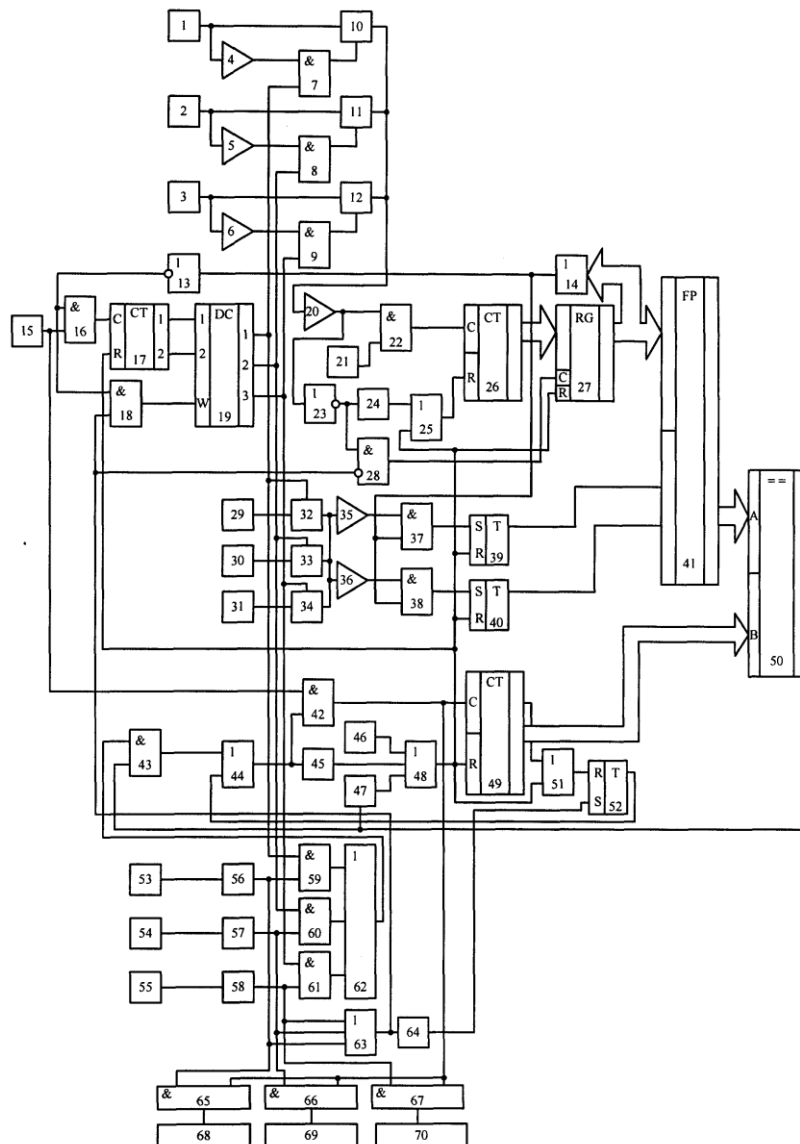 1 10
4 &
7
2 11
5 &
8
3 12
6 &
9
1
13
1
14
FP
15
&
16
C CT 1
R 17 2
1 DC
2 1
2
W 3
19
&
18
20
&
22
21
C CT
R
26
RG
C
R 27
1
23
24
1
25
&
28
29 32 35 &
37
S T
R 39
30 33
31 34 36 &
38
S T
R 40
41
A ==
B
50
&
42
C CT
R
49
&
43
1
44
45
46
47
1
48
1
51
R T
S 52
53 56 &
59
1
54 57 &
60
55 58 &
61
62
1
63
64
& 65 & 66 & 67
68 69 70